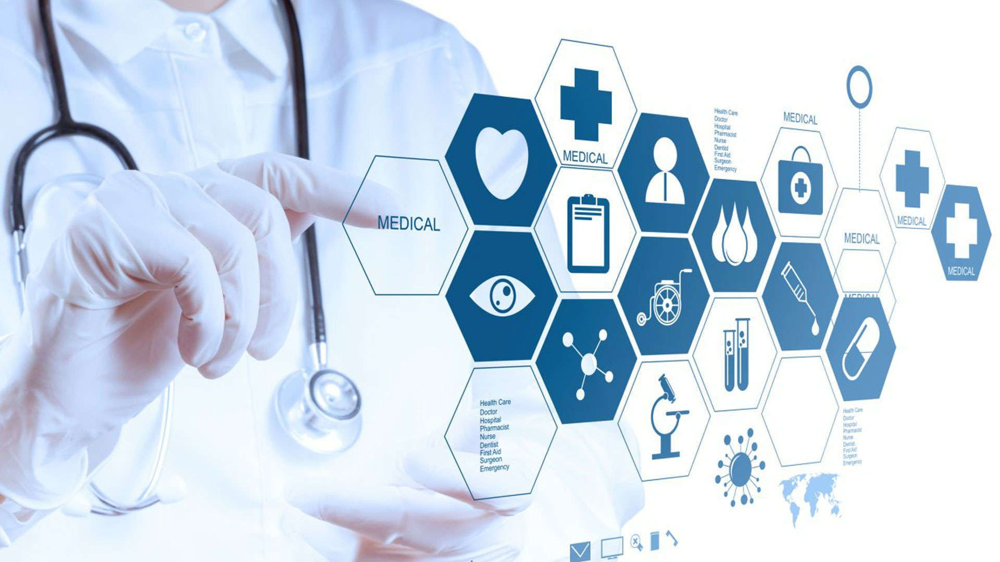 MEDICAL
MEDICAL
Health Care
Doctor
Hospital
Pharmacist
Nurse
Dentist
First Aid
Surgeon
Emergency
MEDICAL
MEDICAL
MEDICAL
MEDICAL
MEDICAL
Health Care
Doctor
Hospital
Pharmacist
Nurse
Dentist
First Aid
Surgeon
Emergency
Health Care
Doctor
Hospital
Pharmacist
Nurse
Dentist
First Aid
Surgeon
Emergency